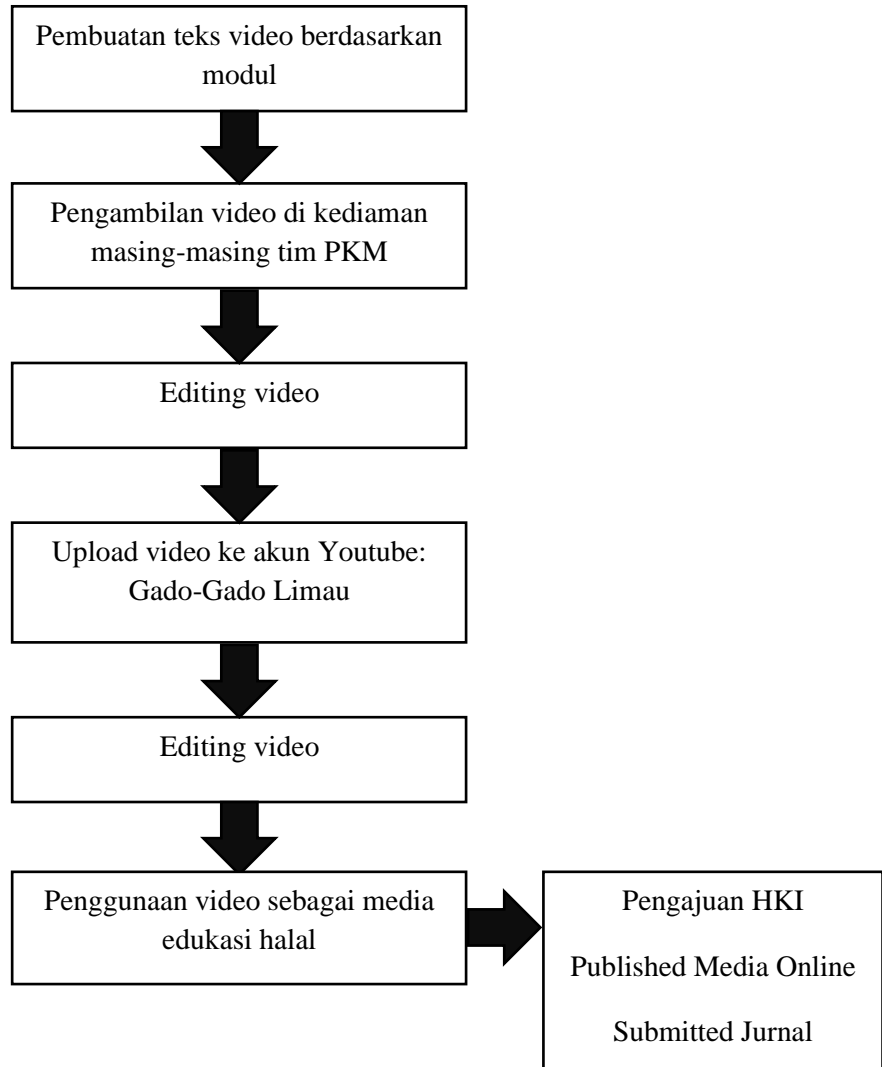 Pembuatan teks video berdasarkan
modul
Pengambilan video di kediaman
masing-masing tim PKM
Editing video
Upload video ke akun Youtube:
Gado-Gado Limau
Editing video
Penggunaan video sebagai media
edukasi halal
Pengajuan HKI
Published Media Online
Submitted Jurnal